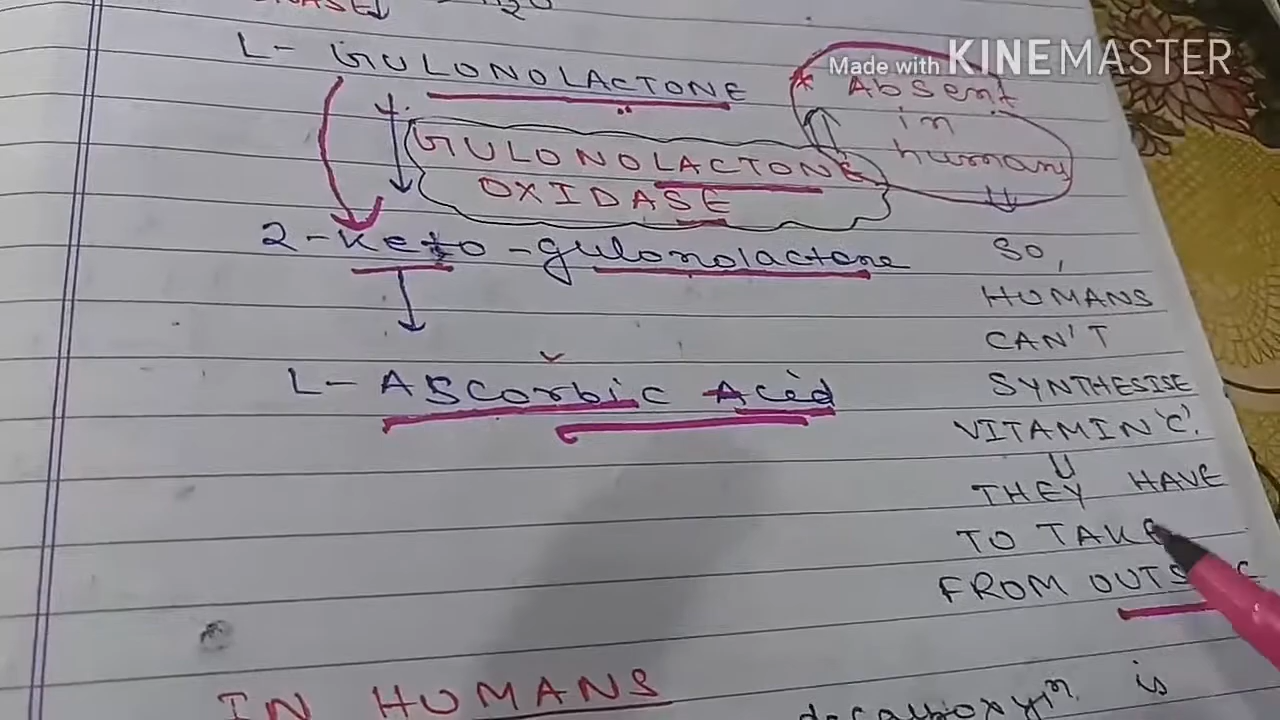 Made with KINEMASTER
L- GULONOLACTONE
* Absent
in
humans
GULONOLACTONE
OXIDASE
2-Keto-gulonolactone
SO,
HUMANS
CAN'T
L- Ascorbic Acid
SYNTHESISE
VITAMIN 'C'.
THEY HAVE
TO TAKE
FROM
IN HUMANS
is